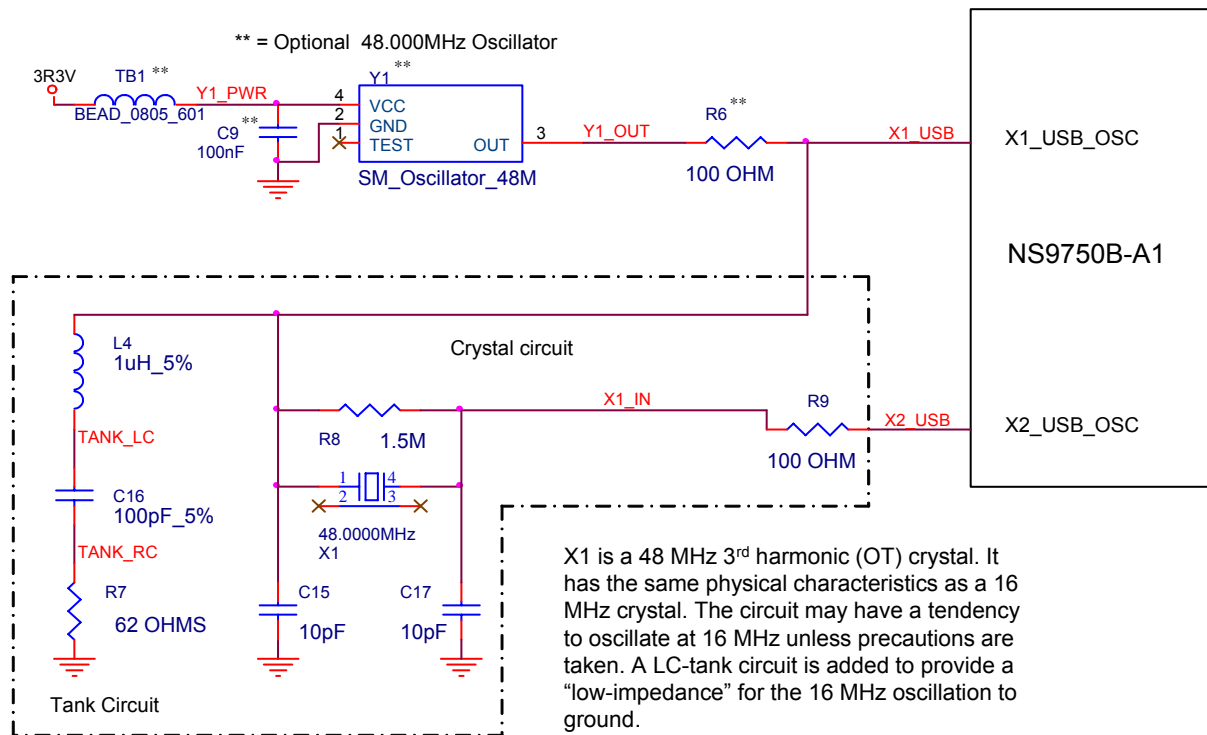 ** = Optional 48.000MHz Oscillator
3R3V
TB1 **
BEAD_0805_601
Y1_PWR
C9 **
100nF
Y1 **
4 VCC
2 GND
1 TEST
OUT 3
SM_Oscillator_48M
Y1_OUT
R6 **
100 OHM
X1_USB
X1_USB_OSC
NS9750B-A1
X2_USB_OSC
L4
1uH_5%
Crystal circuit
TANK_LC
R8 1.5M
X1_IN
R9
100 OHM
X2_USB
C16
100pF_5%
1 4
2 3
48.0000MHz
X1
TANK_RC
R7
62 OHMS
C15
10pF
C17
10pF
Tank Circuit
X1 is a 48 MHz 3rd harmonic (OT) crystal. It
has the same physical characteristics as a 16
MHz crystal. The circuit may have a tendency
to oscillate at 16 MHz unless precautions are
taken. A LC-tank circuit is added to provide a
“low-impedance” for the 16 MHz oscillation to
ground.